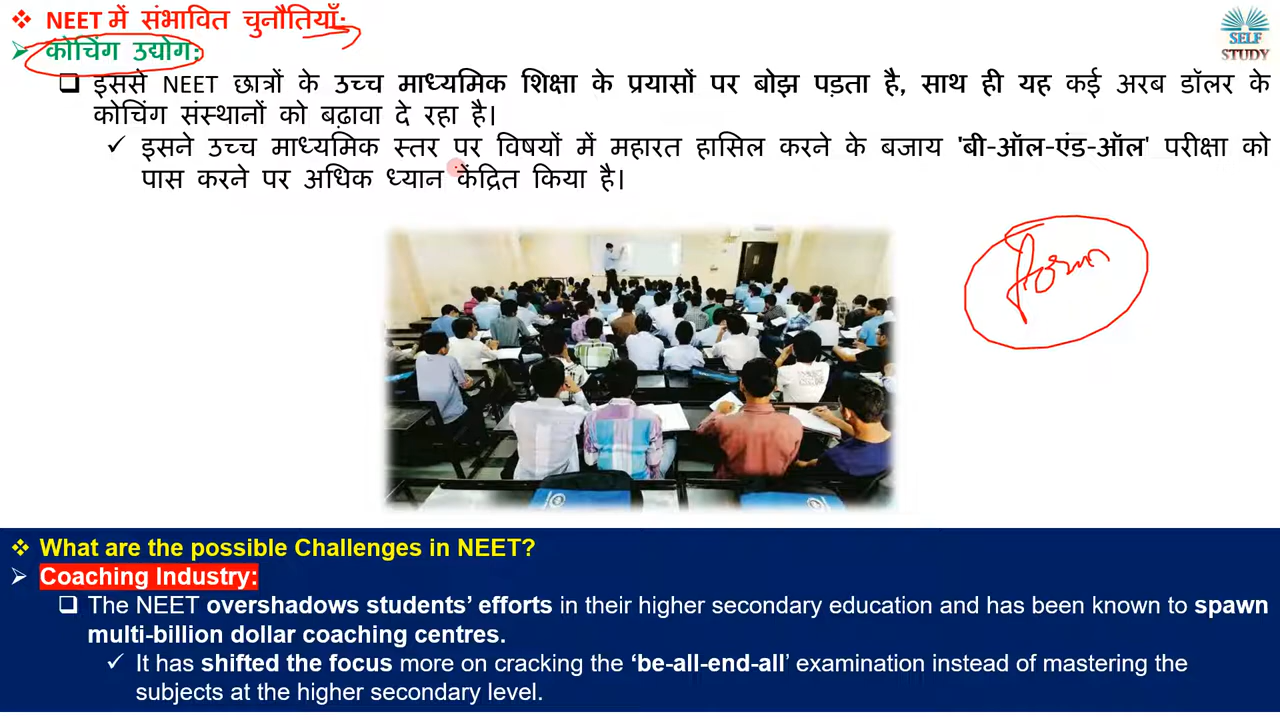 ❖ NEET में संभावित चुनौतियाँ:
➢ कोचिंग उद्योग:
❑ इससे NEET छात्रों के उच्च माध्यमिक शिक्षा के प्रयासों पर बोझ पड़ता है, साथ ही यह कई अरब डॉलर के
कोचिंग संस्थानों को बढ़ावा दे रहा है।
✓ इसने उच्च माध्यमिक स्तर पर विषयों में महारत हासिल करने के बजाय 'बी-ऑल-एंड-ऑल' परीक्षा को
पास करने पर अधिक ध्यान केंद्रित किया है।
SELF
STUDY
❖ What are the possible Challenges in NEET?
➢ Coaching Industry:
❑ The NEET overshadows students’ efforts in their higher secondary education and has been known to spawn
multi-billion dollar coaching centres.
✓ It has shifted the focus more on cracking the ‘be-all-end-all’ examination instead of mastering the
subjects at the higher secondary level.